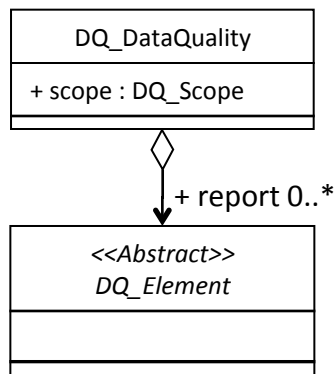 DQ_DataQuality
+ scope : DQ_Scope
+ report 0..*
<<Abstract>>
DQ_Element